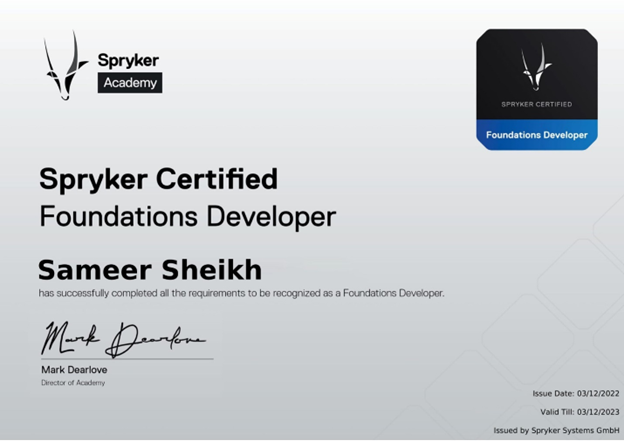 Spryker
Academy
SPRYKER CERTIFIED
Foundations Developer
Spryker Certified
Foundations Developer
Sameer Sheikh
has successfully completed all the requirements to be recognized as a Foundations Developer.
Mark Dearlove
Mark Dearlove
Director of Academy
Issue Date: 03/12/2022
Valid Till: 03/12/2023
Issued by Spryker Systems GmbH